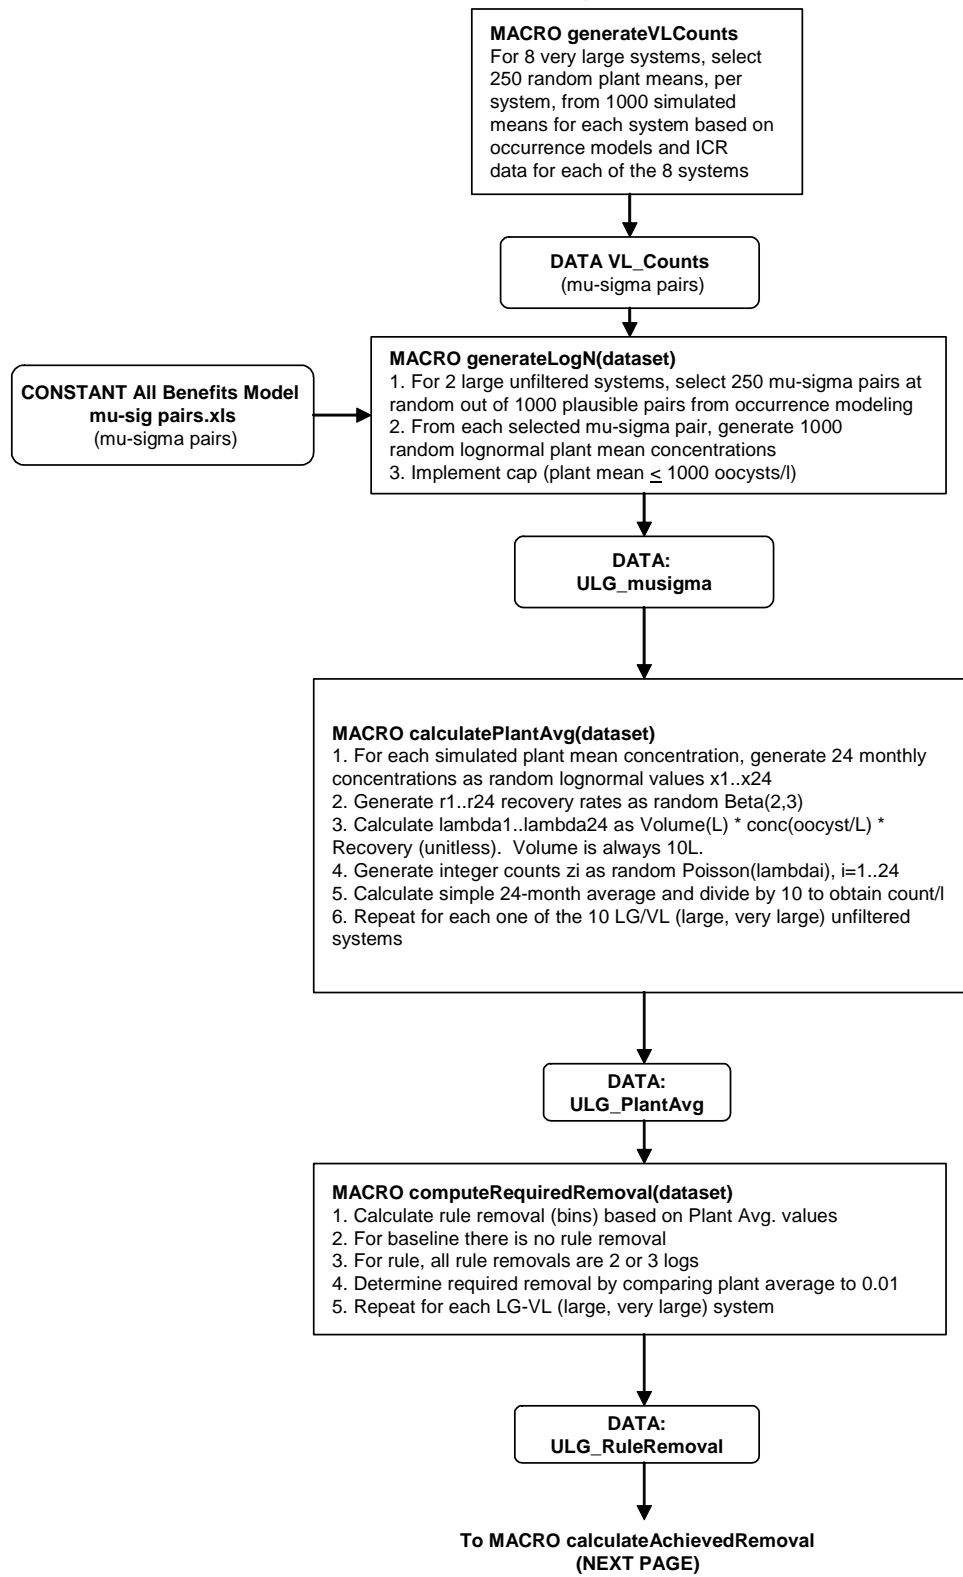 MACRO generateVLCounts
For 8 very large systems, select
250 random plant means, per
system, from 1000 simulated
means for each system based on
occurrence models and ICR
data for each of the 8 systems
DATA VL_Counts
(mu-sigma pairs)
CONSTANT All Benefits Model
mu-sig pairs.xls
(mu-sigma pairs)
MACRO generateLogN(dataset)
1. For 2 large unfiltered systems, select 250 mu-sigma pairs at
random out of 1000 plausible pairs from occurrence modeling
2. From each selected mu-sigma pair, generate 1000
random lognormal plant mean concentrations
3. Implement cap (plant mean ≤ 1000 oocysts/l)
DATA:
ULG_musigma
MACRO calculatePlantAvg(dataset)
1. For each simulated plant mean concentration, generate 24 monthly
concentrations as random lognormal values x1..x24
2. Generate r1..r24 recovery rates as random Beta(2,3)
3. Calculate lambda1..lambda24 as Volume(L) * conc(oocyst/L) *
Recovery (unitless).  Volume is always 10L.
4. Generate integer counts zi as random Poisson(lambdai), i=1..24
5. Calculate simple 24-month average and divide by 10 to obtain count/l
6. Repeat for each one of the 10 LG/VL (large, very large) unfiltered
systems
DATA:
ULG_PlantAvg
MACRO computeRequiredRemoval(dataset)
1. Calculate rule removal (bins) based on Plant Avg. values
2. For baseline there is no rule removal
3. For rule, all rule removals are 2 or 3 logs
4. Determine required removal by comparing plant average to 0.01
5. Repeat for each LG-VL (large, very large) system
DATA:
ULG_RuleRemoval
To MACRO calculateAchievedRemoval
(NEXT PAGE)